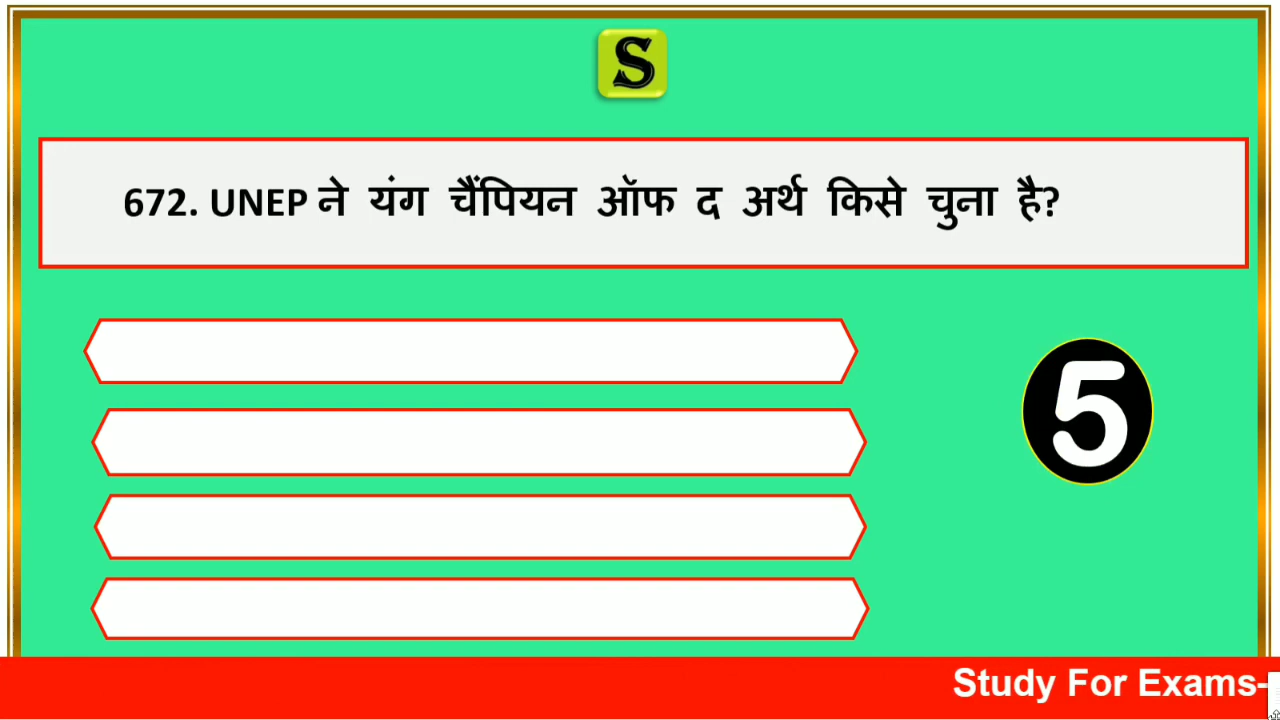 S
672. UNEP ने यंग चैंपियन ऑफ द अर्थ किसे चुना है?
5
Study For Exams-